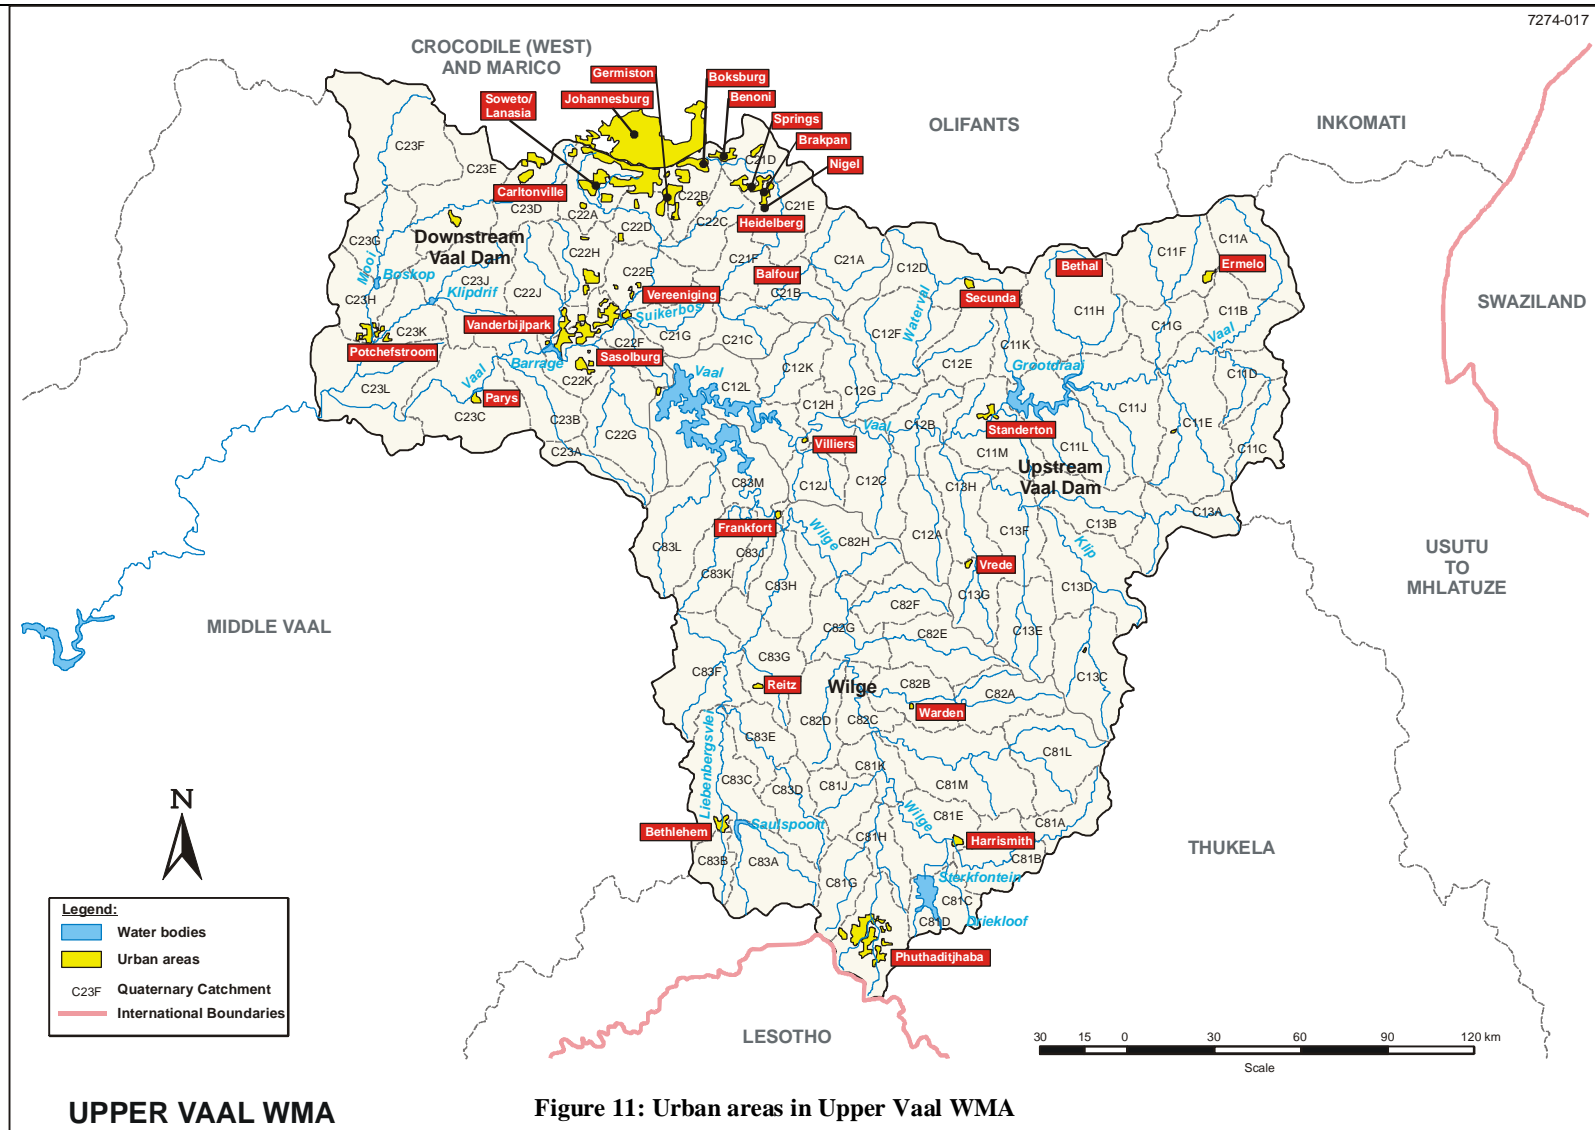 7274-017
CROCODILE (WEST)
AND MARICO
Germiston
Boksburg
Soweto/
Lanasia
Johannesburg
Benoni
Springs
Brakpan
Nigel
OLIFANTS
INKOMATI
C23F
C23E
C21D
Carltonville
C23D
C22A
C22B
C21E
C22D
C22C
Heidelberg
C23G
Downstream
Vaal Dam
C22H
C21F
C21A
C12D
C11F
C11A
Ermelo
Bethal
Mooi
Boskop
C23J
C22E
Balfour
Klipdrif
C22J
Vereeniging
C21B
Secunda
SWAZILAND
C23H
C23K
Vanderbijlpark
Suikerbos
C12F
Waterval
C11H
C11G
C11B
Vaal
Potchefstroom
Barrage
C22F
C21G
C21C
C11K
Sasolburg
C12K
C12E
Grootdraai
C11D
C23L
Vaal
C22K
Vaal
C12L
C12G
Parys
C23C
C23B
C12H
C11J
C22G
Vaal
C12B
Standerton
C11E
C23A
Villiers
C11M
C11L
C11C
Upstream
Vaal Dam
C83M
C12J
C12C
C13H
C13A
Frankfort
Wilge
C13F
C13B
C83L
C83J
C82H
C12A
Klip
USUTU
TO
MHLATUZE
C83K
C83H
Vrede
C13D
C13G
C82F
MIDDLE VAAL
C82G
C82E
C13E
C83G
C83F
Reitz
Wilge
C82B
C82A
C13C
Warden
C82D
C82C
Liebenbergsvlei
C83E
C81L
C81K
C83C
C83D
C81J
C81M
N
Wilge
C81E
C81A
Bethlehem
Saulspoort
C81H
Harrismith
THUKELA
C83B
C83A
C81B
C81G
Sterkfontein
C81C
C81D
Driekloof
Phuthaditjhaba
Legend:
Water bodies
Urban areas
C23F Quaternary Catchment
International Boundaries
LESOTHO
30 15 0 30 60 90 120 km
Scale
UPPER VAAL WMA
Figure 11: Urban areas in Upper Vaal WMA